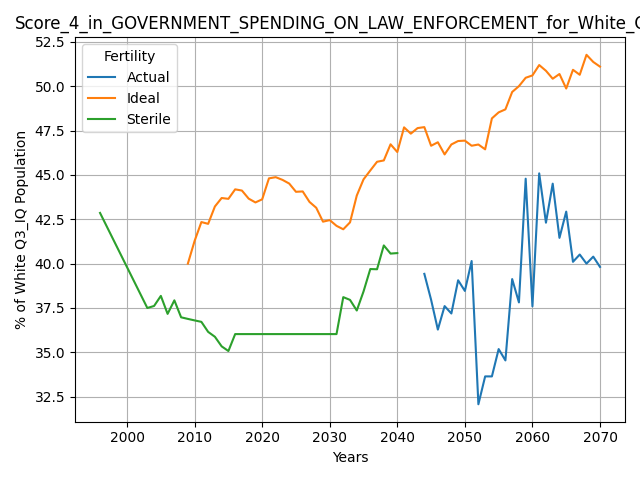 Score_4_in_GOVERNMENT_SPENDING_ON_LAW_ENFORCEMENT_for_White_
Fertility
Actual
Ideal
Sterile
% of White Q3_IQ Population
52.5
50.0
47.5
45.0
42.5
40.0
37.5
35.0
32.5
2000
2010
2020
2030
2040
2050
2060
2070
Years